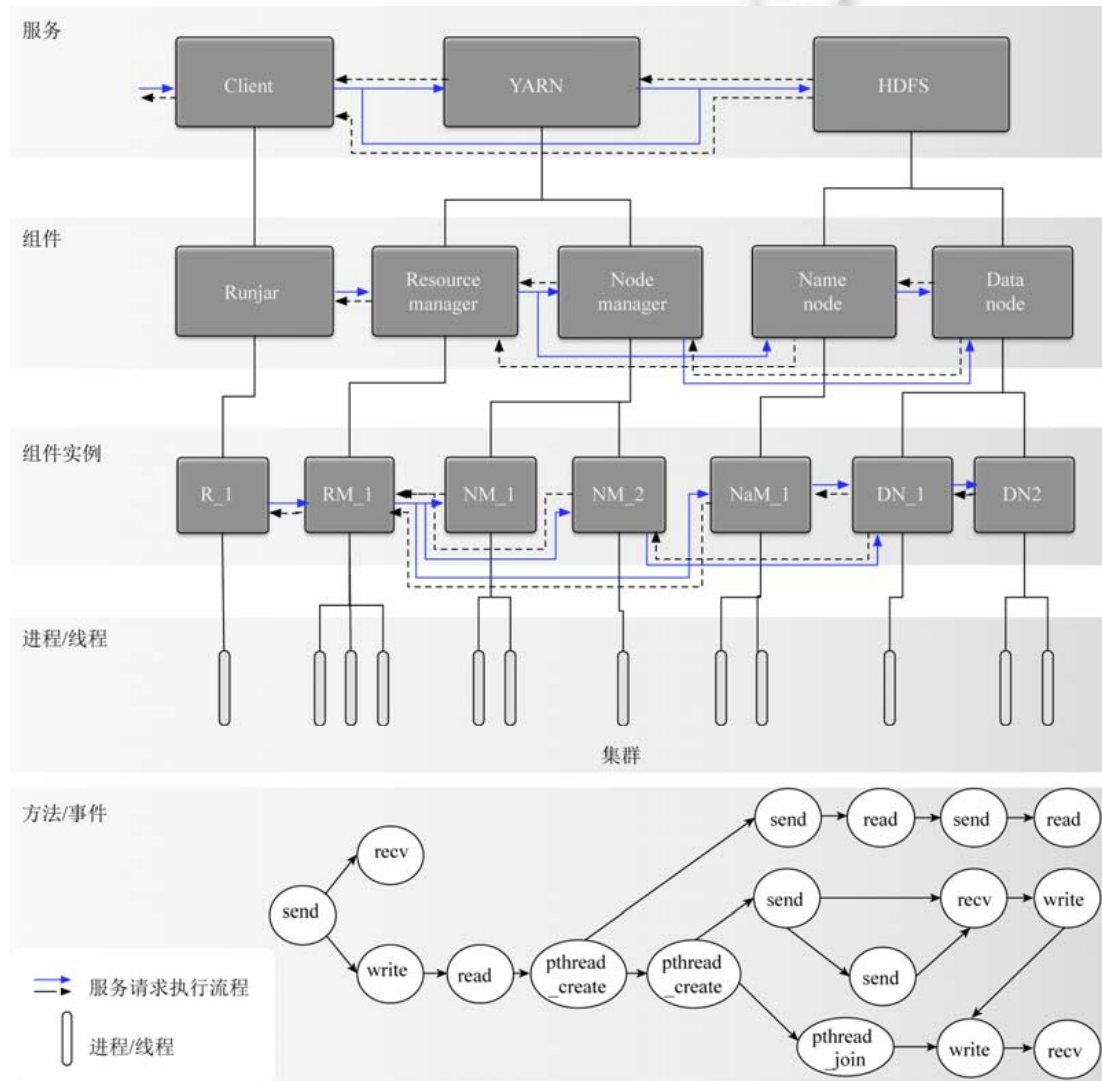 服务
Client
YARN
HDFS
组件
Runjar
Resource
manager
Node
manager
Name
node
Data
node
组件实例
R_1
RM_1
NM_1
NM_2
NaM_1
DN_1
DN2
进程/线程
集群
方法/事件
send
read
send
read
recv
send
send
recv
write
write
read
pthread
_create
pthread
_create
send
pthread
_join
write
recv
服务请求执行流程
进程/线程